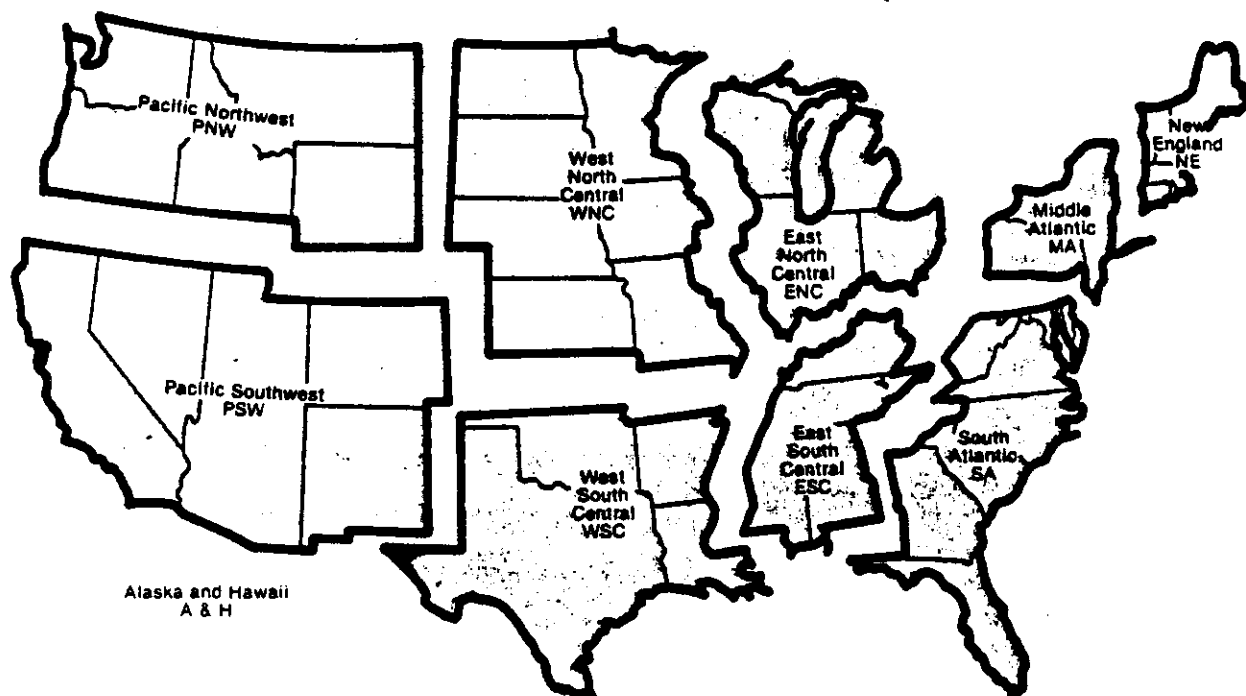 Pacific Northwest
PNW
West
North
Central
WNC
East
North
Central
ENC
Middle
Atlantic
MA
New
England
NE
Pacific Southwest
PSW
West
South
Central
WSC
East
South
Central
ESC
South
Atlantic
SA
Alaska and Hawaii
A & H